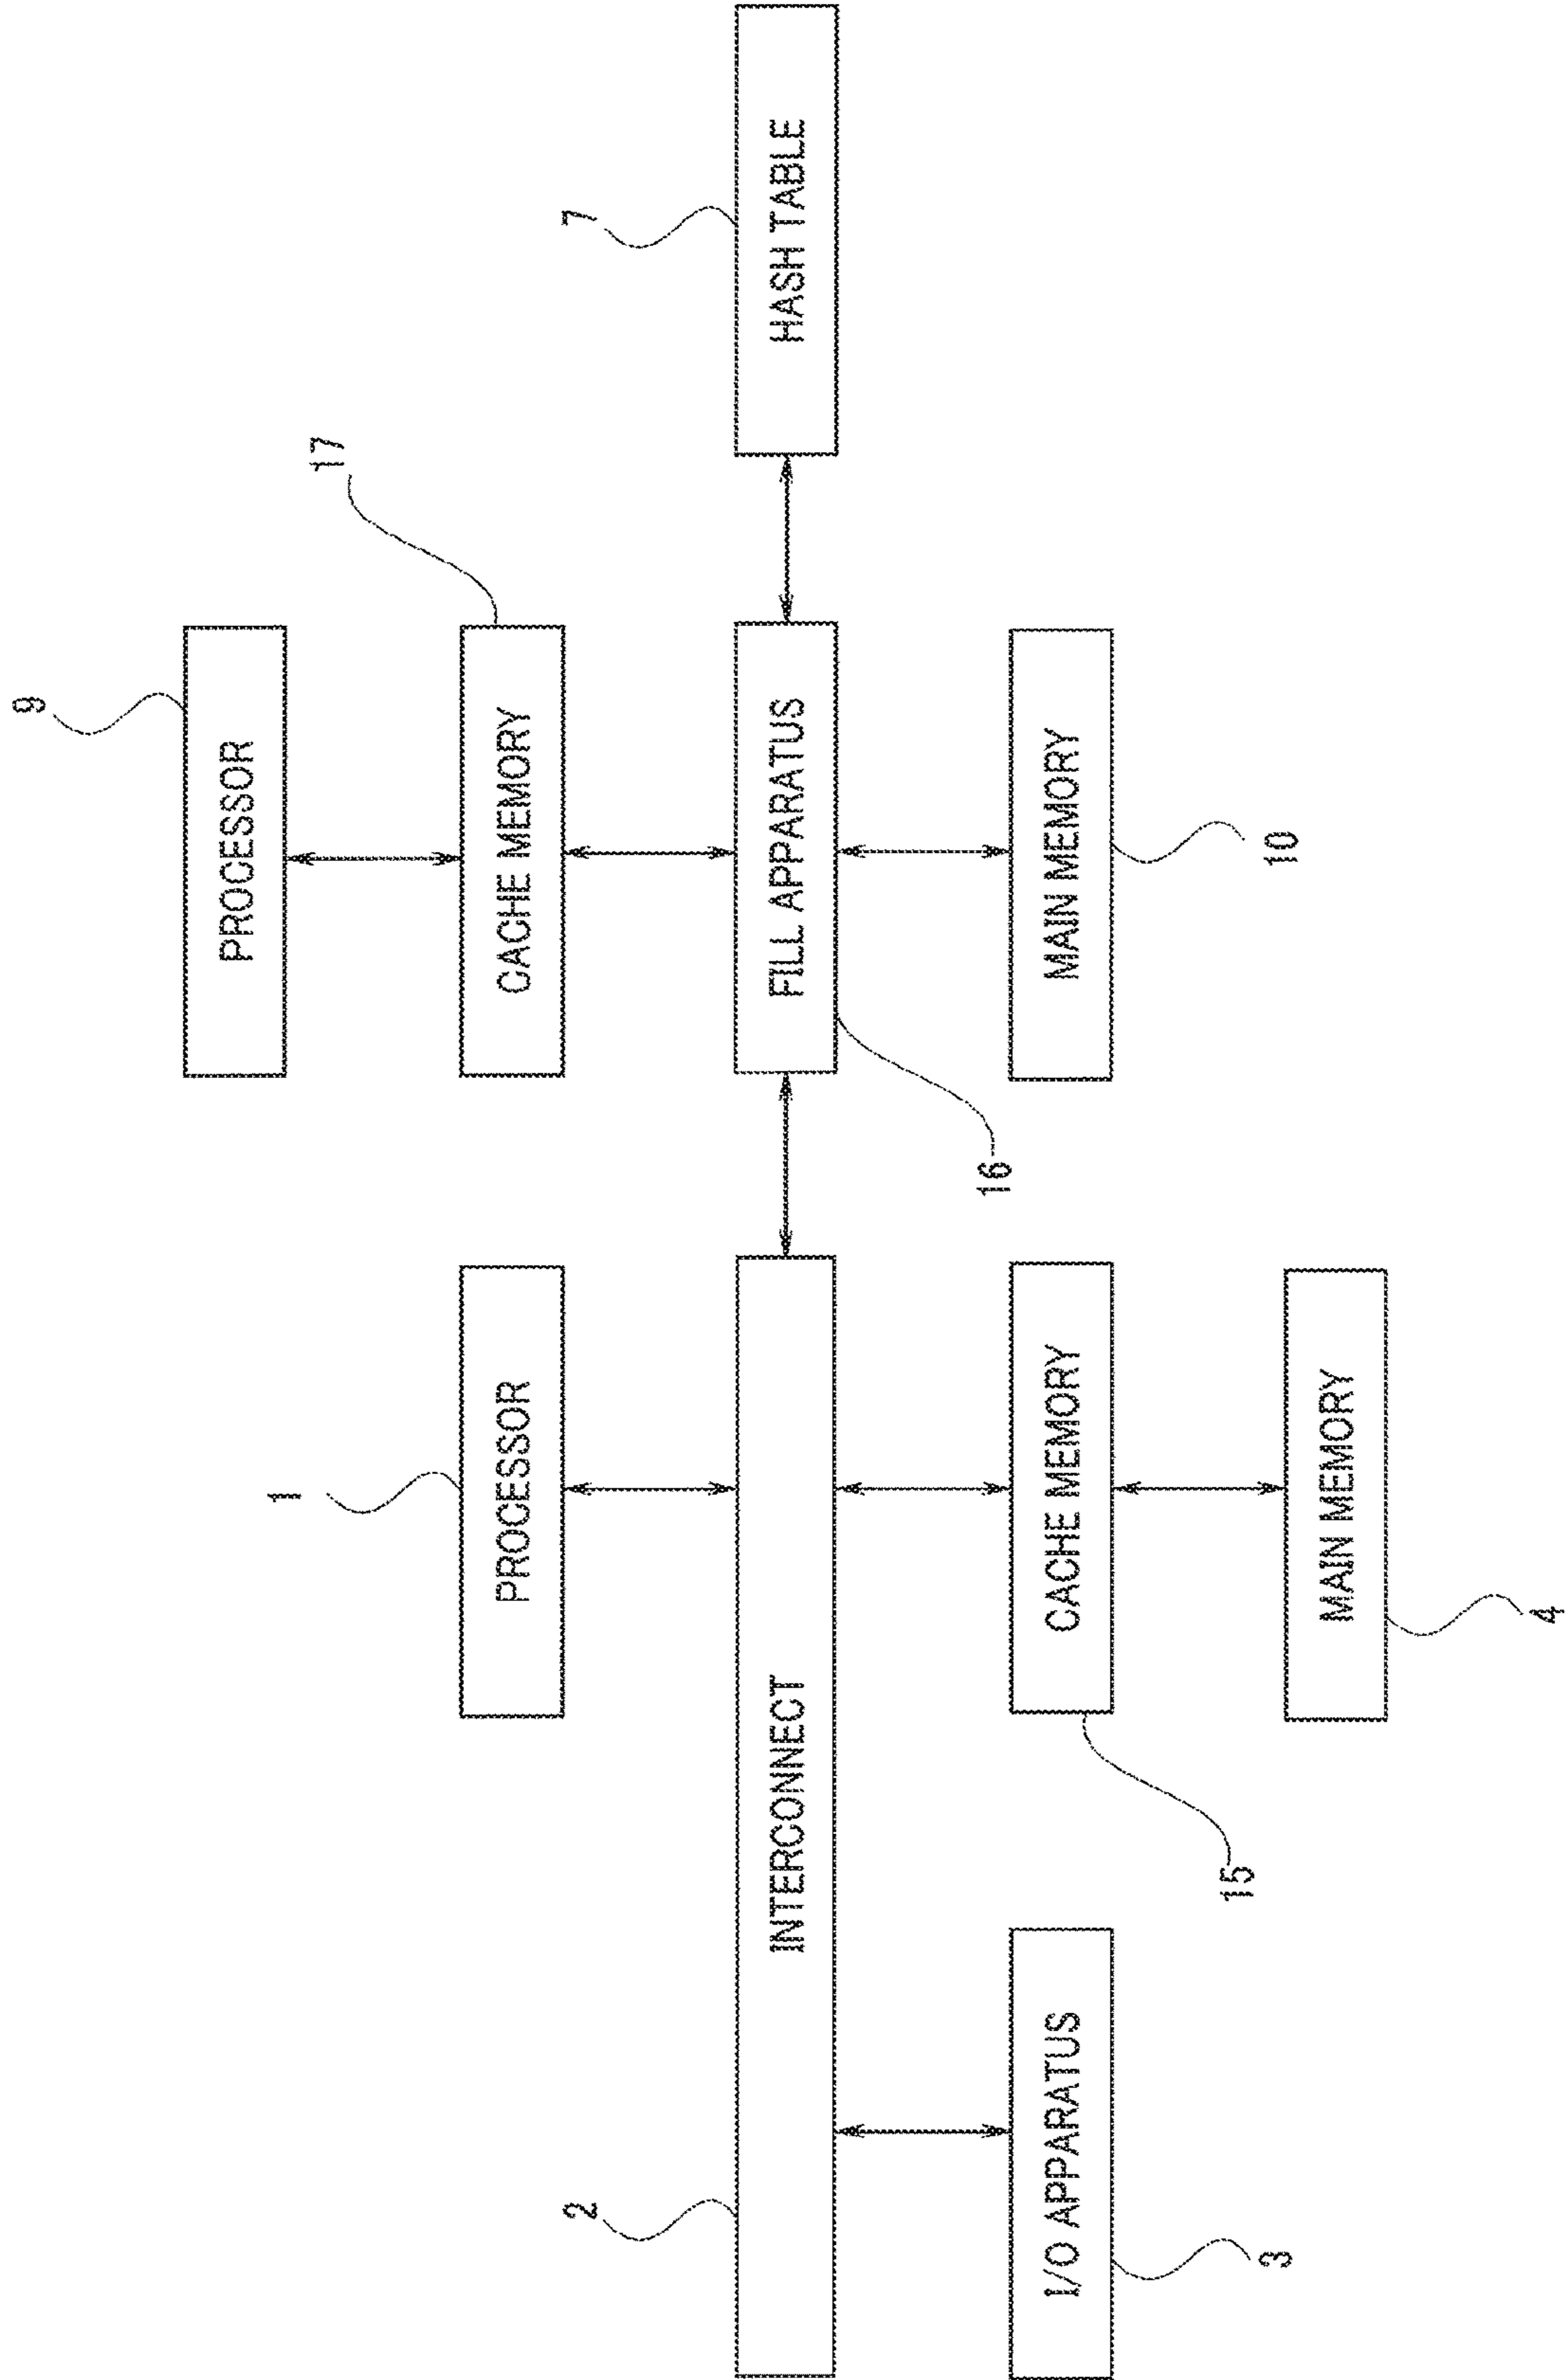 9
PROCESSOR
1
17
PROCESSOR
CACHE MEMORY
2
7
INTERCONNECT
FILL APPARATUS
HASH TABLE
16
I/O APPARATUS
CACHE MEMORY
MAIN MEMORY
3
15
10
MAIN MEMORY
4